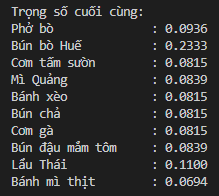 Trọng số cuối cùng:
Phở bò : 0.0936
Bún bò Huế : 0.2333
Cơm tấm sườn : 0.0815
Mì Quảng : 0.0839
Bánh xèo : 0.0815
Bún chả : 0.0815
Cơm gà : 0.0815
Bún đậu mắm tôm : 0.0839
Lẩu Thái : 0.1100
Bánh mì thịt : 0.0694